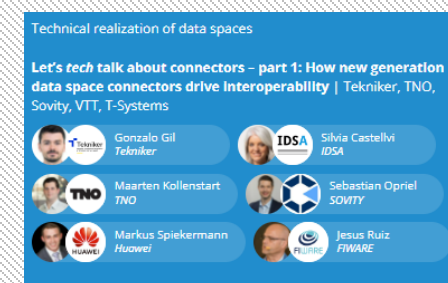 Technical realization of data spaces
Let's tech talk about connectors – part 1: How new generation
data space connectors drive interoperability | Tekniker, TNO,
Sovity, VTT, T-Systems
Tekniker
Gonzalo Gil
Tekniker
IDSA
Silvia Castellvi
IDSA
TNO
Maarten Kollenstart
TNO
Sebastian Opriel
SOVITY
HUAWEI
Markus Spiekermann
Huawei
FIWARE
Jesus Ruiz
FIWARE